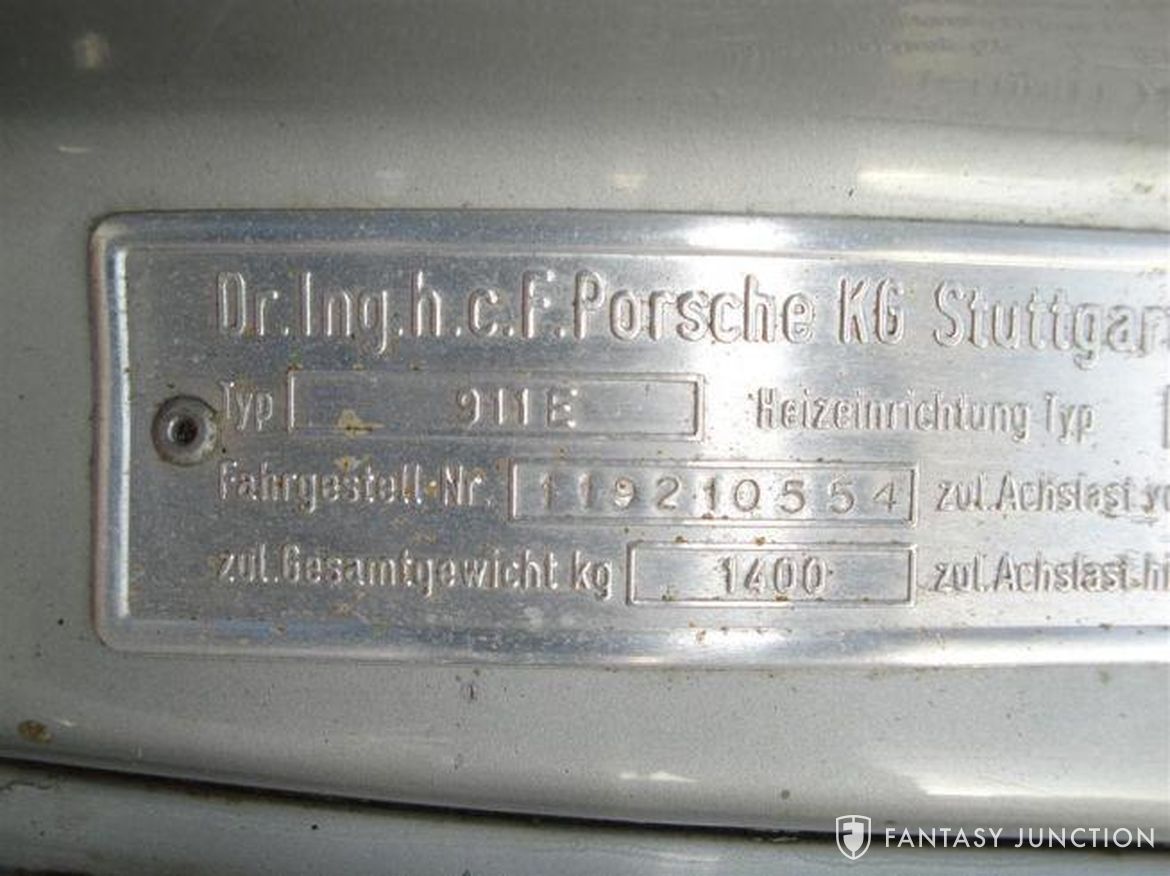 Dr.Ing.h.c.F.Porsche KG Stuttgar
Typ 911E Heizeinrichtung Typ
Fahrgestell-Nr. 119210554 zul.Achslast
zul.Gesamtgewicht kg 1400 zul.Achslast
FANTASY JUNCTION